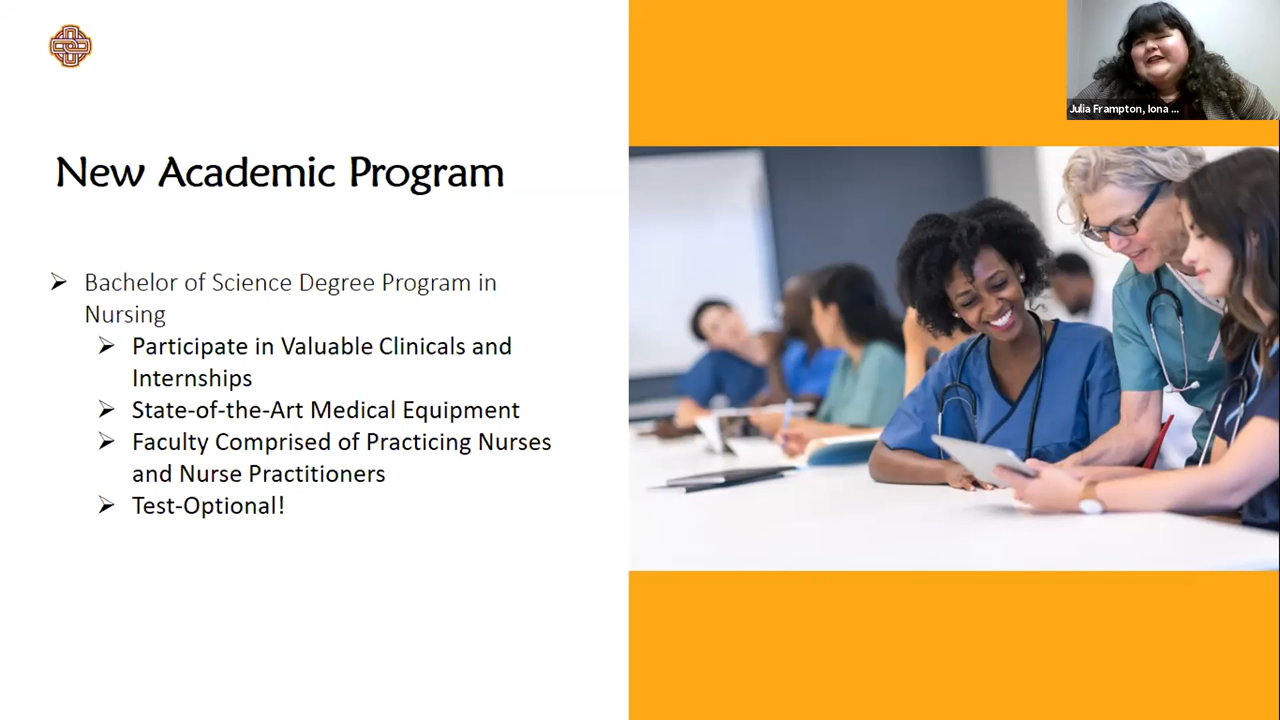 Julia Frampton, Iona ...
New Academic Program
➢ Bachelor of Science Degree Program in
Nursing
➢ Participate in Valuable Clinicals and
Internships
➢ State-of-the-Art Medical Equipment
➢ Faculty Comprised of Practicing Nurses
and Nurse Practitioners
➢ Test-Optional!